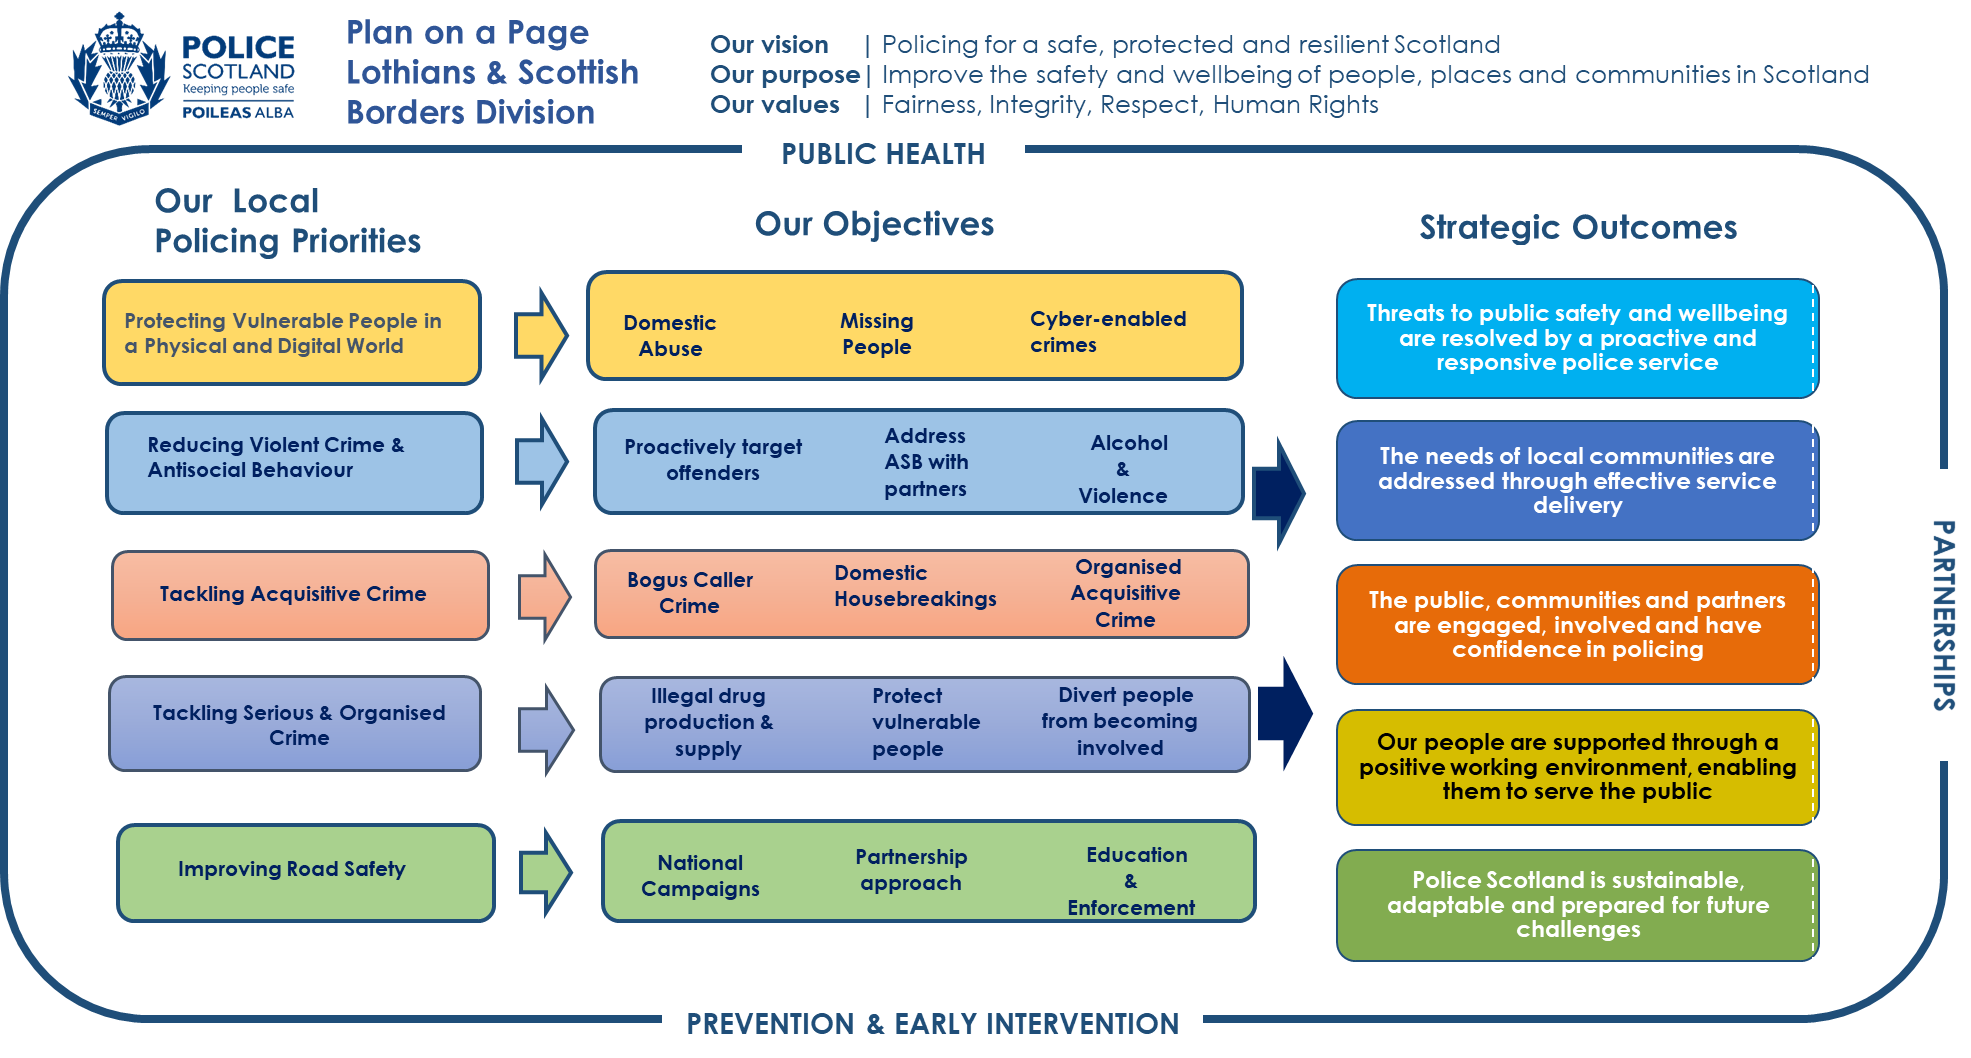 POLICE
SCOTLAND
Keeping people safe
POILEAS ALBA
SEMPER VIGILO
Plan on a Page
Lothians & Scottish
Borders Division
Our vision | Policing for a safe, protected and resilient Scotland
Our purpose | Improve the safety and wellbeing of people, places and communities in Scotland
Our values | Fairness, Integrity, Respect, Human Rights
PUBLIC HEALTH
Our Local
Policing Priorities
Our Objectives
Strategic Outcomes
Protecting Vulnerable People in
a Physical and Digital World
Domestic
Abuse
Missing
People
Cyber-enabled
crimes
Reducing Violent Crime &
Antisocial Behaviour
Proactively target
offenders
Address
ASB with
partners
Alcohol
&
Violence
Tackling Acquisitive Crime
Bogus Caller
Crime
Domestic
Housebreakings
Organised
Acquisitive
Crime
Tackling Serious & Organised
Crime
Illegal drug
production &
supply
Protect
vulnerable
people
Divert people
from becoming
involved
Improving Road Safety
National
Campaigns
Partnership
approach
Education
&
Enforcement
Threats to public safety and wellbeing
are resolved by a proactive and
responsive police service
The needs of local communities are
addressed through effective service
delivery
The public, communities and partners
are engaged, involved and have
confidence in policing
Our people are supported through a
positive working environment, enabling
them to serve the public
Police Scotland is sustainable,
adaptable and prepared for future
challenges
PARTNERSHIPS
PREVENTION & EARLY INTERVENTION